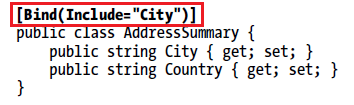 [Bind(Include="City")]
public class AddressSummary {
    public string City { get; set; }
    public string Country { get; set; }
}